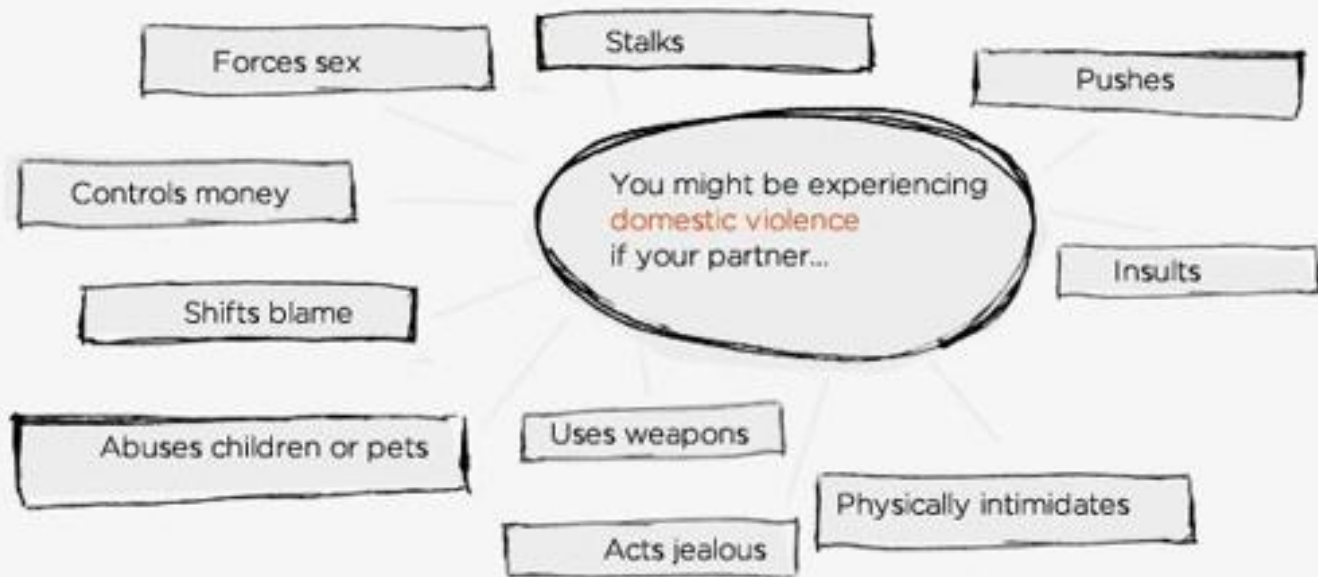 Forces sex
Stalks
Pushes
Controls money
You might be experiencing
domestic violence
if your partner...
Insults
Shifts blame
Abuses children or pets
Uses weapons
Physically intimidates
Acts jealous